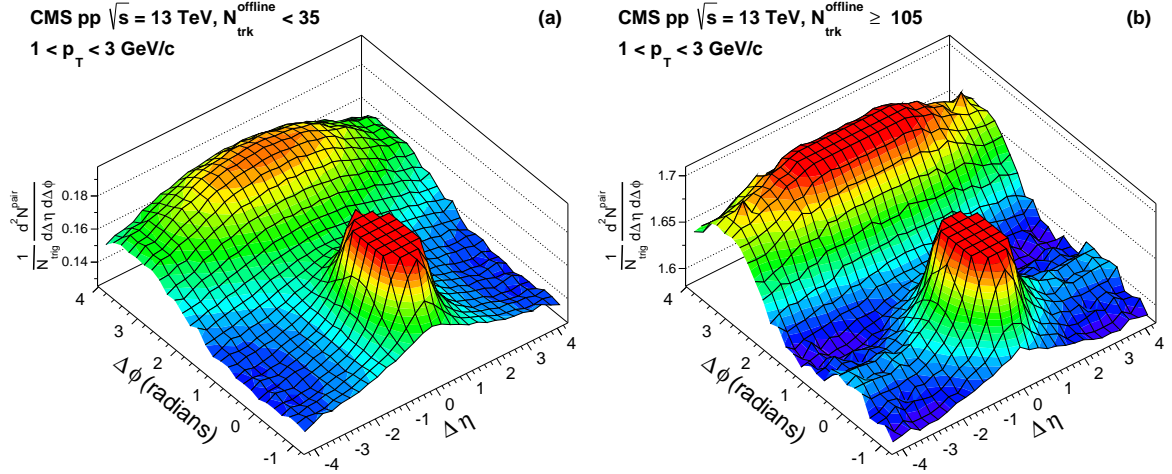 CMS pp √s = 13 TeV, N_trk^offline < 35 (a)
1 < p_T < 3 GeV/c
1/N_trig d²N^pair/dΔη dΔφ
0.18
0.16
0.14
4 3 2 1 0 -1
Δφ (radians)
-4 -3 -2 -1 0 1 2 3 4
Δη
CMS pp √s = 13 TeV, N_trk^offline ≥ 105 (b)
1 < p_T < 3 GeV/c
1/N_trig d²N^pair/dΔη dΔφ
1.7
1.65
1.6
4 3 2 1 0 -1
Δφ (radians)
-4 -3 -2 -1 0 1 2 3 4
Δη